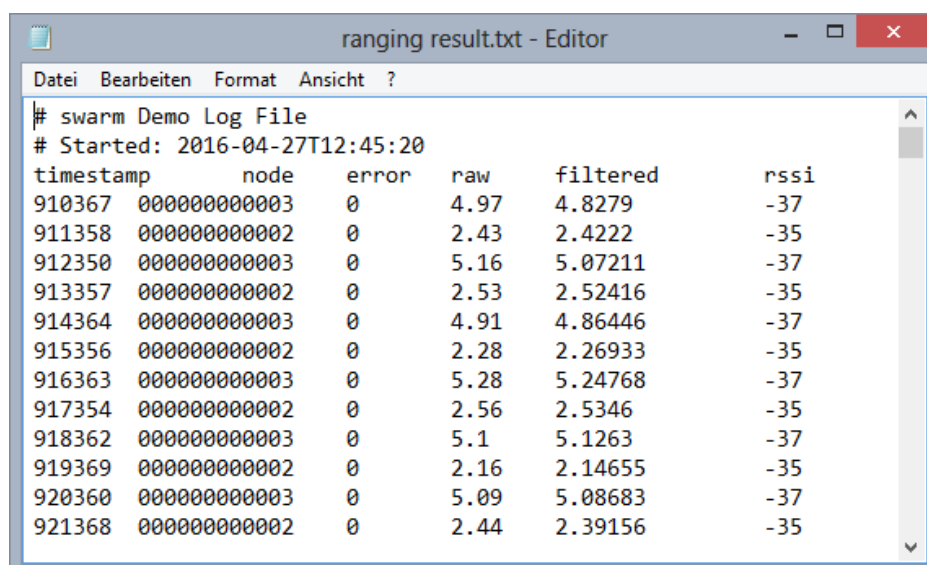 ranging result.txt - Editor
Datei Bearbeiten Format Ansicht ?
# swarm Demo Log File
# Started: 2016-04-27T12:45:20
timestamp node error raw filtered rssi
910367 000000000003 0 4.97 4.8279 -37
911358 000000000002 0 2.43 2.4222 -35
912350 000000000003 0 5.16 5.07211 -37
913357 000000000002 0 2.53 2.52416 -35
914364 000000000003 0 4.91 4.86446 -37
915356 000000000002 0 2.28 2.26933 -35
916363 000000000003 0 5.28 5.24768 -37
917354 000000000002 0 2.56 2.5346 -35
918362 000000000003 0 5.1 5.1263 -37
919369 000000000002 0 2.16 2.14655 -35
920360 000000000003 0 5.09 5.08683 -37
921368 000000000002 0 2.44 2.39156 -35